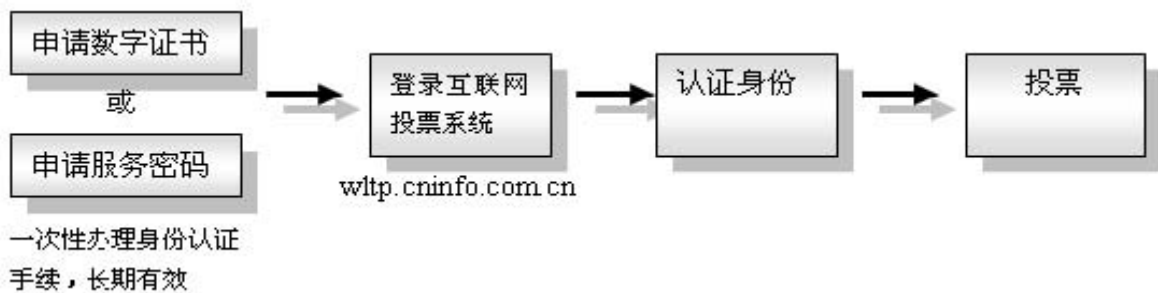 申请数字证书
或
申请服务密码
一次性办理身份认证
手续，长期有效
登录互联网
投票系统
wltp.cninfo.com.cn
认证身份
投票